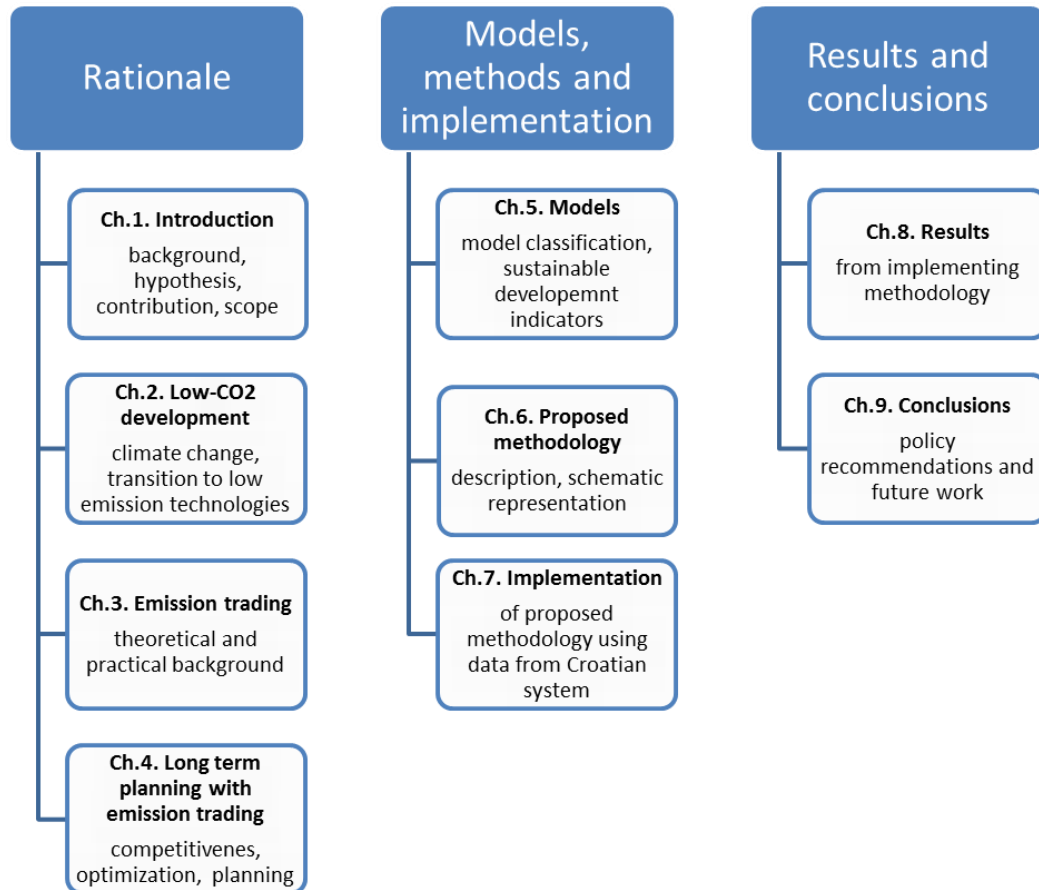 Rationale
Ch.1. Introduction
background,
hypothesis,
contribution, scope
Ch.2. Low-CO2
development
climate change,
transition to low
emission technologies
Ch.3. Emission trading
theoretical and
practical background
Ch.4. Long term
planning with
emission trading
competitivenes,
optimization, planning
Models,
methods and
implementation
Ch.5. Models
model classification,
sustainable
developemnt
indicators
Ch.6. Proposed
methodology
description, schematic
representation
Ch.7. Implementation
of proposed
methodology using
data from Croatian
system
Results and
conclusions
Ch.8. Results
from implementing
methodology
Ch.9. Conclusions
policy
recommendations and
future work